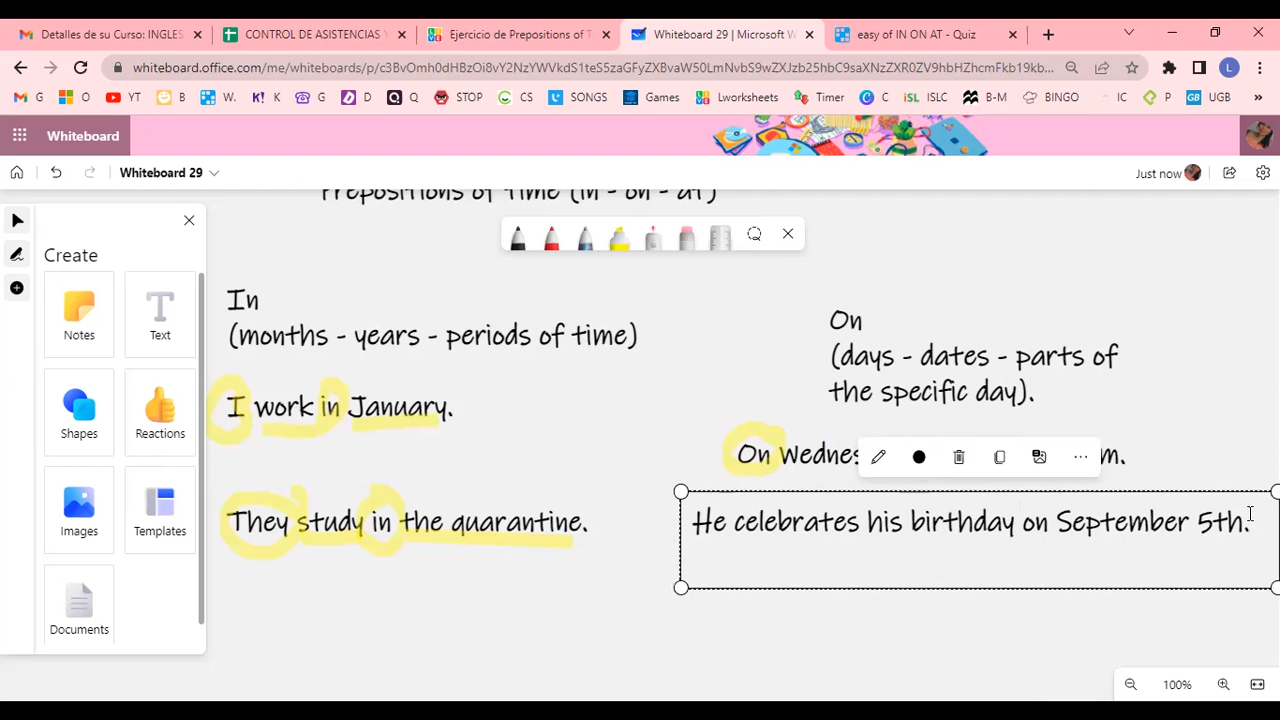 Detalles de su Curso: INGLES
CONTROL DE ASISTENCIAS Y
Ejercicio de Prepositions of T
Whiteboard 29 | Microsoft W
easy of IN ON AT - Quiz
whiteboard.office.com/me/whiteboards/p/
G O YT B W. K! K G D Q STOP CS SONGS Games Lworksheets Timer C ISLC B-M BINGO IC P UGB
Whiteboard
Whiteboard 29
Just now
Prepositions of Time (in - on - at)
Create
Notes
Text
Shapes
Reactions
Images
Templates
Documents
In
(months - years - periods of time)
I work in January.
They study in the quarantine.
On
(days - dates - parts of
the specific day).
On Wednes
m.
He celebrates his birthday on September 5th.
100%